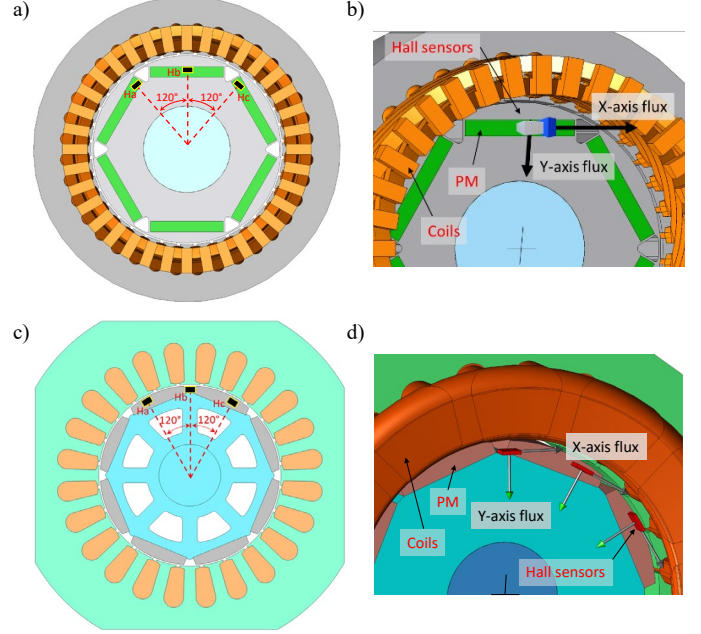 a)
b)
Hb
Ha
Hc
120°
120°
Hall sensors
X-axis flux
Y-axis flux
PM
Coils
c)
d)
Hb
Ha
Hc
120°
120°
X-axis flux
PM
Y-axis flux
Coils
Hall sensors